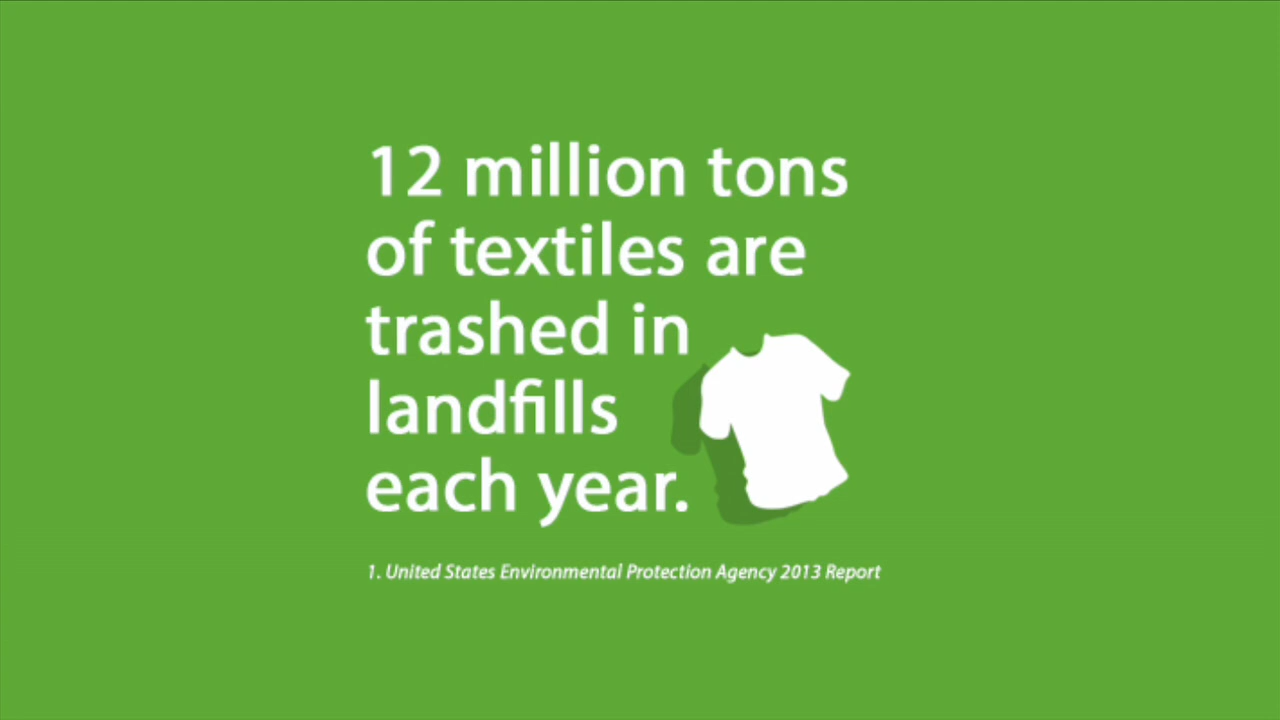 12 million tons
of textiles are
trashed in
landfills
each year.
1. United States Environmental Protection Agency 2013 Report